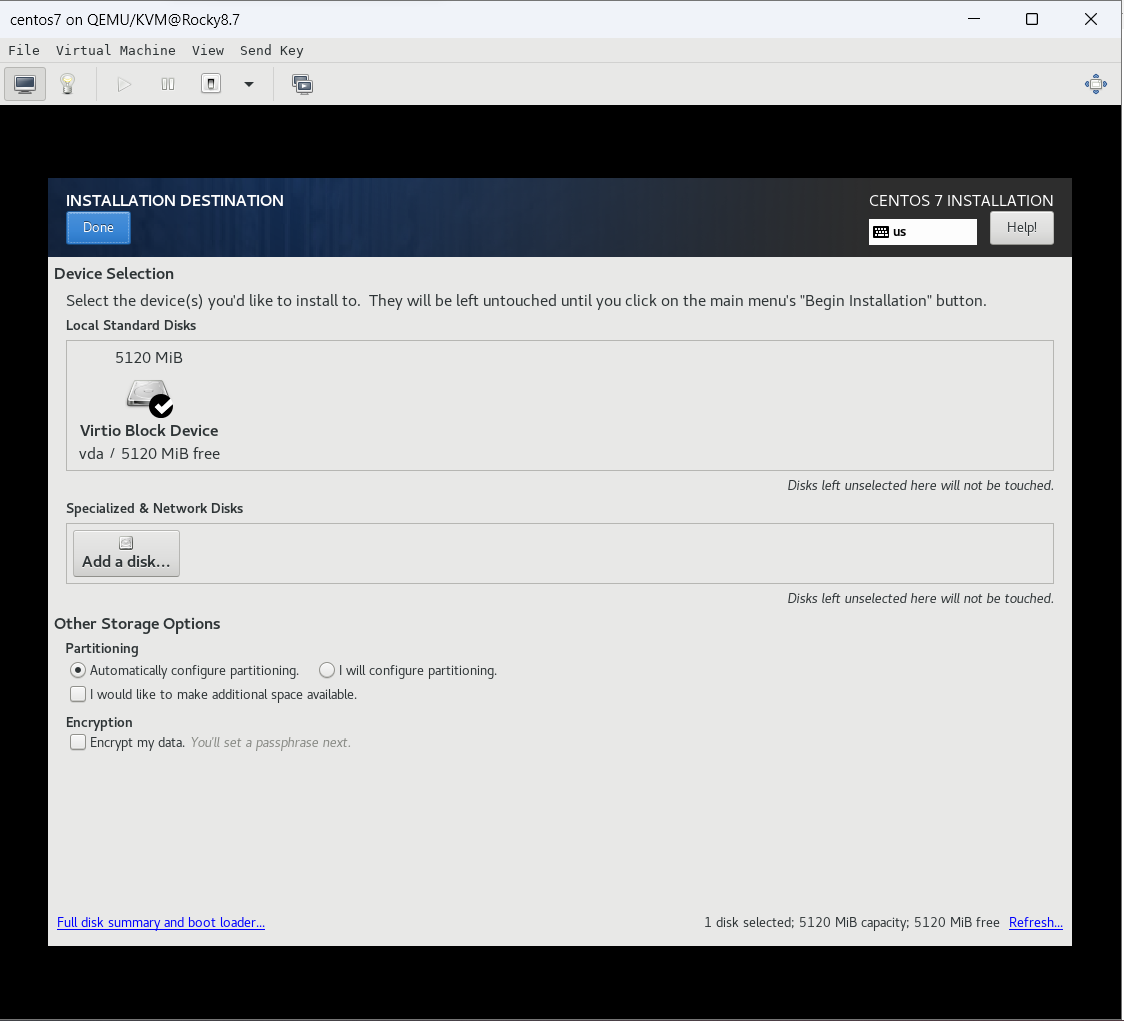 centos7 on QEMU/KVM@Rocky8.7
File Virtual Machine View Send Key
INSTALLATION DESTINATION
CENTOS 7 INSTALLATION
Done
us
Help!
Device Selection
Select the device(s) you'd like to install to.  They will be left untouched until you click on the main menu's "Begin Installation" button.
Local Standard Disks
5120 MiB
Virtio Block Device
vda / 5120 MiB free
Disks left unselected here will not be touched.
Specialized & Network Disks
Add a disk...
Disks left unselected here will not be touched.
Other Storage Options
Partitioning
Automatically configure partitioning. I will configure partitioning.
I would like to make additional space available.
Encryption
Encrypt my data. You'll set a passphrase next.
Full disk summary and boot loader...
1 disk selected; 5120 MiB capacity; 5120 MiB free Refresh...